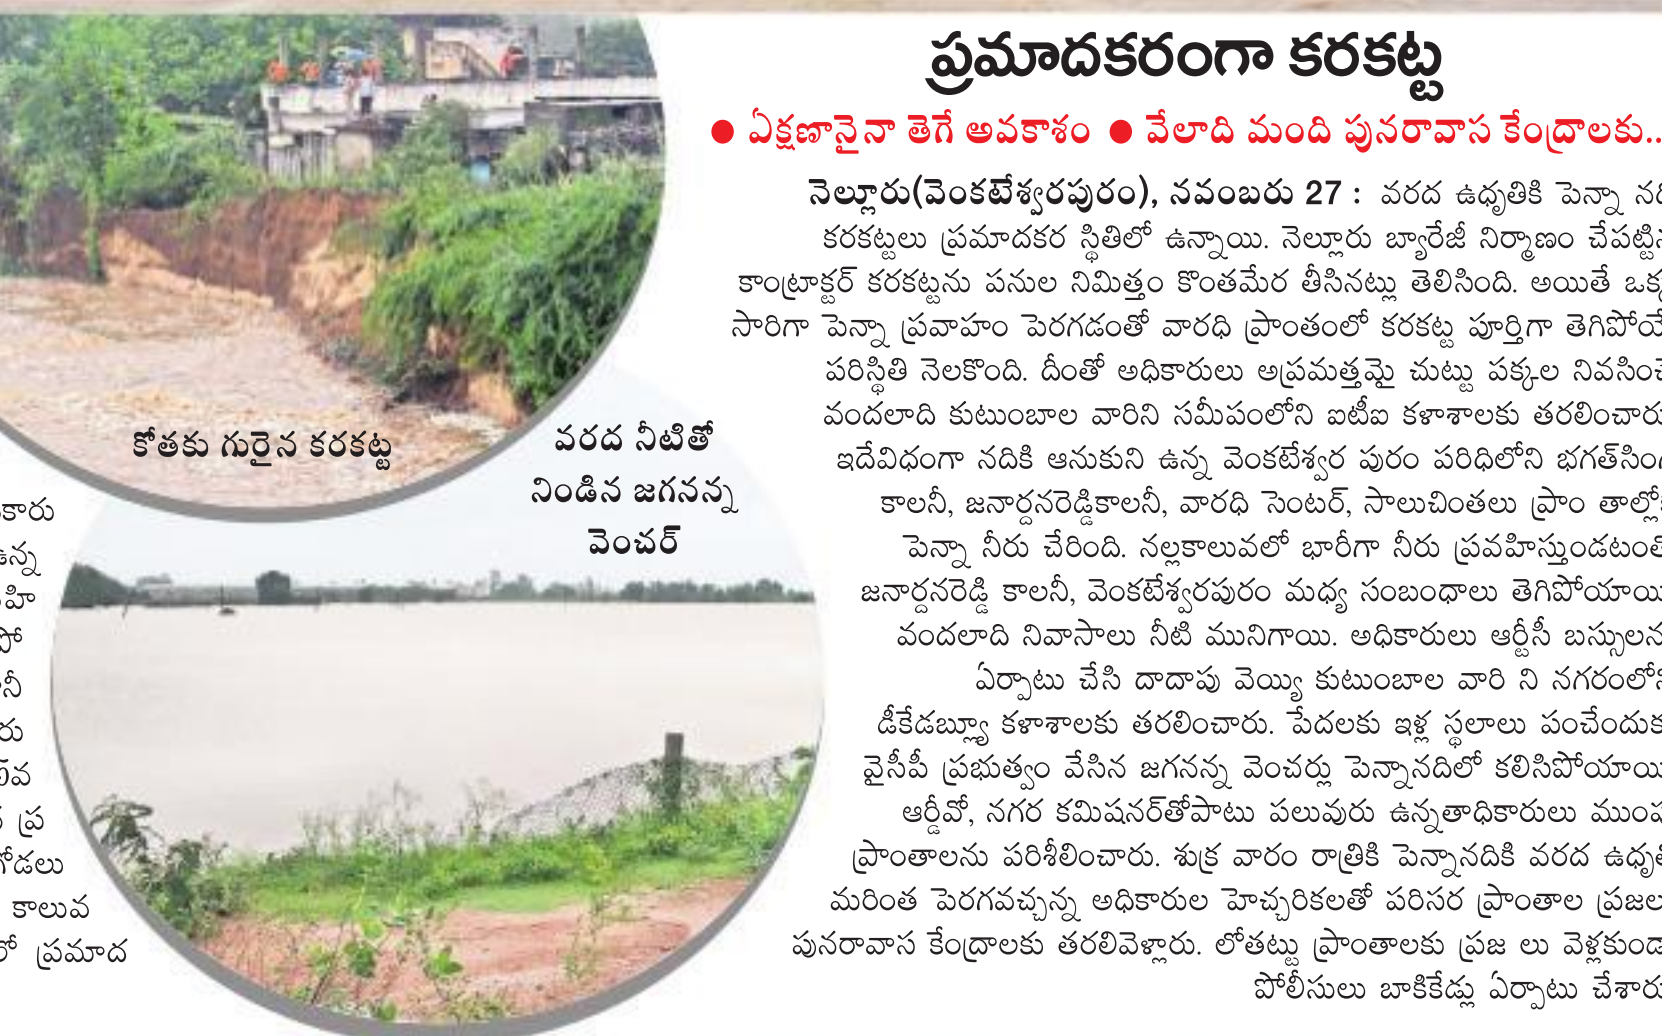 ప్రమాదకరంగా కరకట్ట
● ఏక్షణానైనా తెగే అవకాశం ● వేలాది మంది పునరావాస కేంద్రాలకు..
నెల్లూరు(వెంకటేశ్వరపురం), నవంబరు 27 : వరద ఉధృతికి పెన్నా
కరకట్టలు ప్రమాదకర స్థితిలో ఉన్నాయి. నెల్లూరు బ్యారేజీ నిర్మాణం
కాంట్రాక్టర్ కరకట్టను పనుల నిమిత్తం కొంతమేర తీసినట్లు తెలిసింది. అయితే
సారిగా పెన్నా ప్రవాహం పెరగడంతో వారధి ప్రాంతంలో కరకట్ట పూర్తిగా తెగిపోయే
పరిస్థితి నెలకొంది. దీంతో అధికారులు అప్రమత్తమై చుట్టు పక్కల
వందలాది కుటుంబాల వారిని సమీపంలోని ఐటీఐ కళాశాలకు తరలించారు
ఇదేవిధంగా నదికి ఆనుకుని ఉన్న వెంకటేశ్వర పురం పరిధిలోని
కాలనీ, జనార్దనరెడ్డికాలనీ, వారధి సెంటర్, సాలుచింతలు ప్రాం
పెన్నా నీరు చేరింది. నల్లకాలువలో భారీగా నీరు
జనార్దనరెడ్డి కాలనీ, వెంకటేశ్వరపురం మధ్య సంబంధాలు తెగిపోయాయి
వందలాది నివాసాలు నీటి మునిగాయి. అధికారులు ఆర్టీసీ
ఏర్పాటు చేసి దాదాపు వెయ్యి కుటుంబాల వారి ని
డీకేడబ్ల్యూ కళాశాలకు తరలించారు. పేదలకు ఇళ్ల స్థలాలు
వైసీపీ ప్రభుత్వం వేసిన జగనన్న వెంచర్లు పెన్నానదిలో కలిసిపోయాయి
ఆర్డీవో, నగర కమిషనర్‌తోపాటు పలువురు ఉన్నతాధికారులు
ప్రాంతాలను పరిశీలించారు. శుక్ర వారం రాత్రికి పెన్నానదికి వరద
మరింత పెరగవచ్చన్న అధికారుల హెచ్చరికలతో పరిసర ప్రాంతాల
పునరావాస కేంద్రాలకు తరలివెళ్లారు. లోతట్టు ప్రాంతాలకు ప్రజ లు
పోలీసులు బాకికేడ్లు ఏర్పాటు చేశారు
కోతకు గురైన కరకట్ట
వరద నీటితో
నిండిన జగనన్న
వెంచర్
కారు
ఉన్న
హి
పో
నీ
రు
వ
ప్ర
గోడలు
కాలువ
లో ప్రమాద